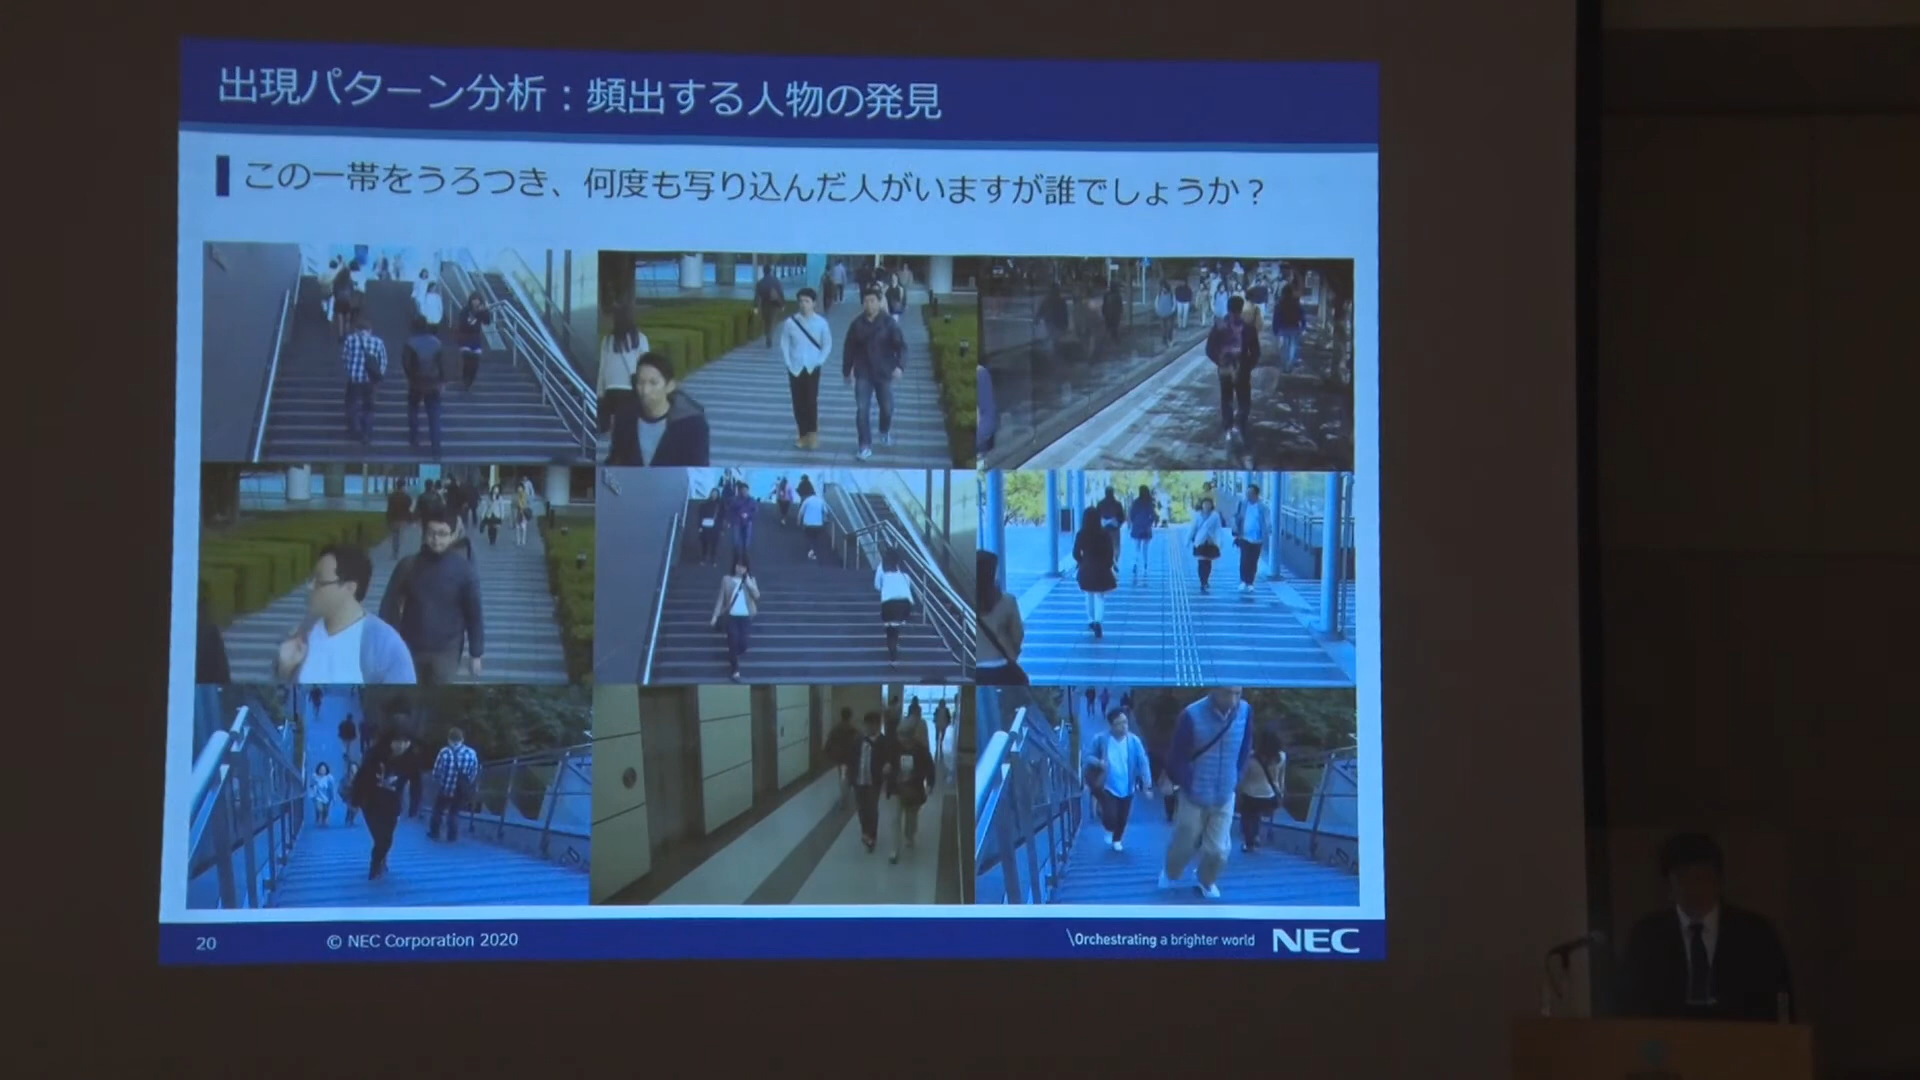 出現パターン分析：頻出する人物の発見
この一帯をうろつき、何度も写り込んだ人がいますが誰でしょうか？
20
© NEC Corporation 2020
\Orchestrating a brighter world
NEC